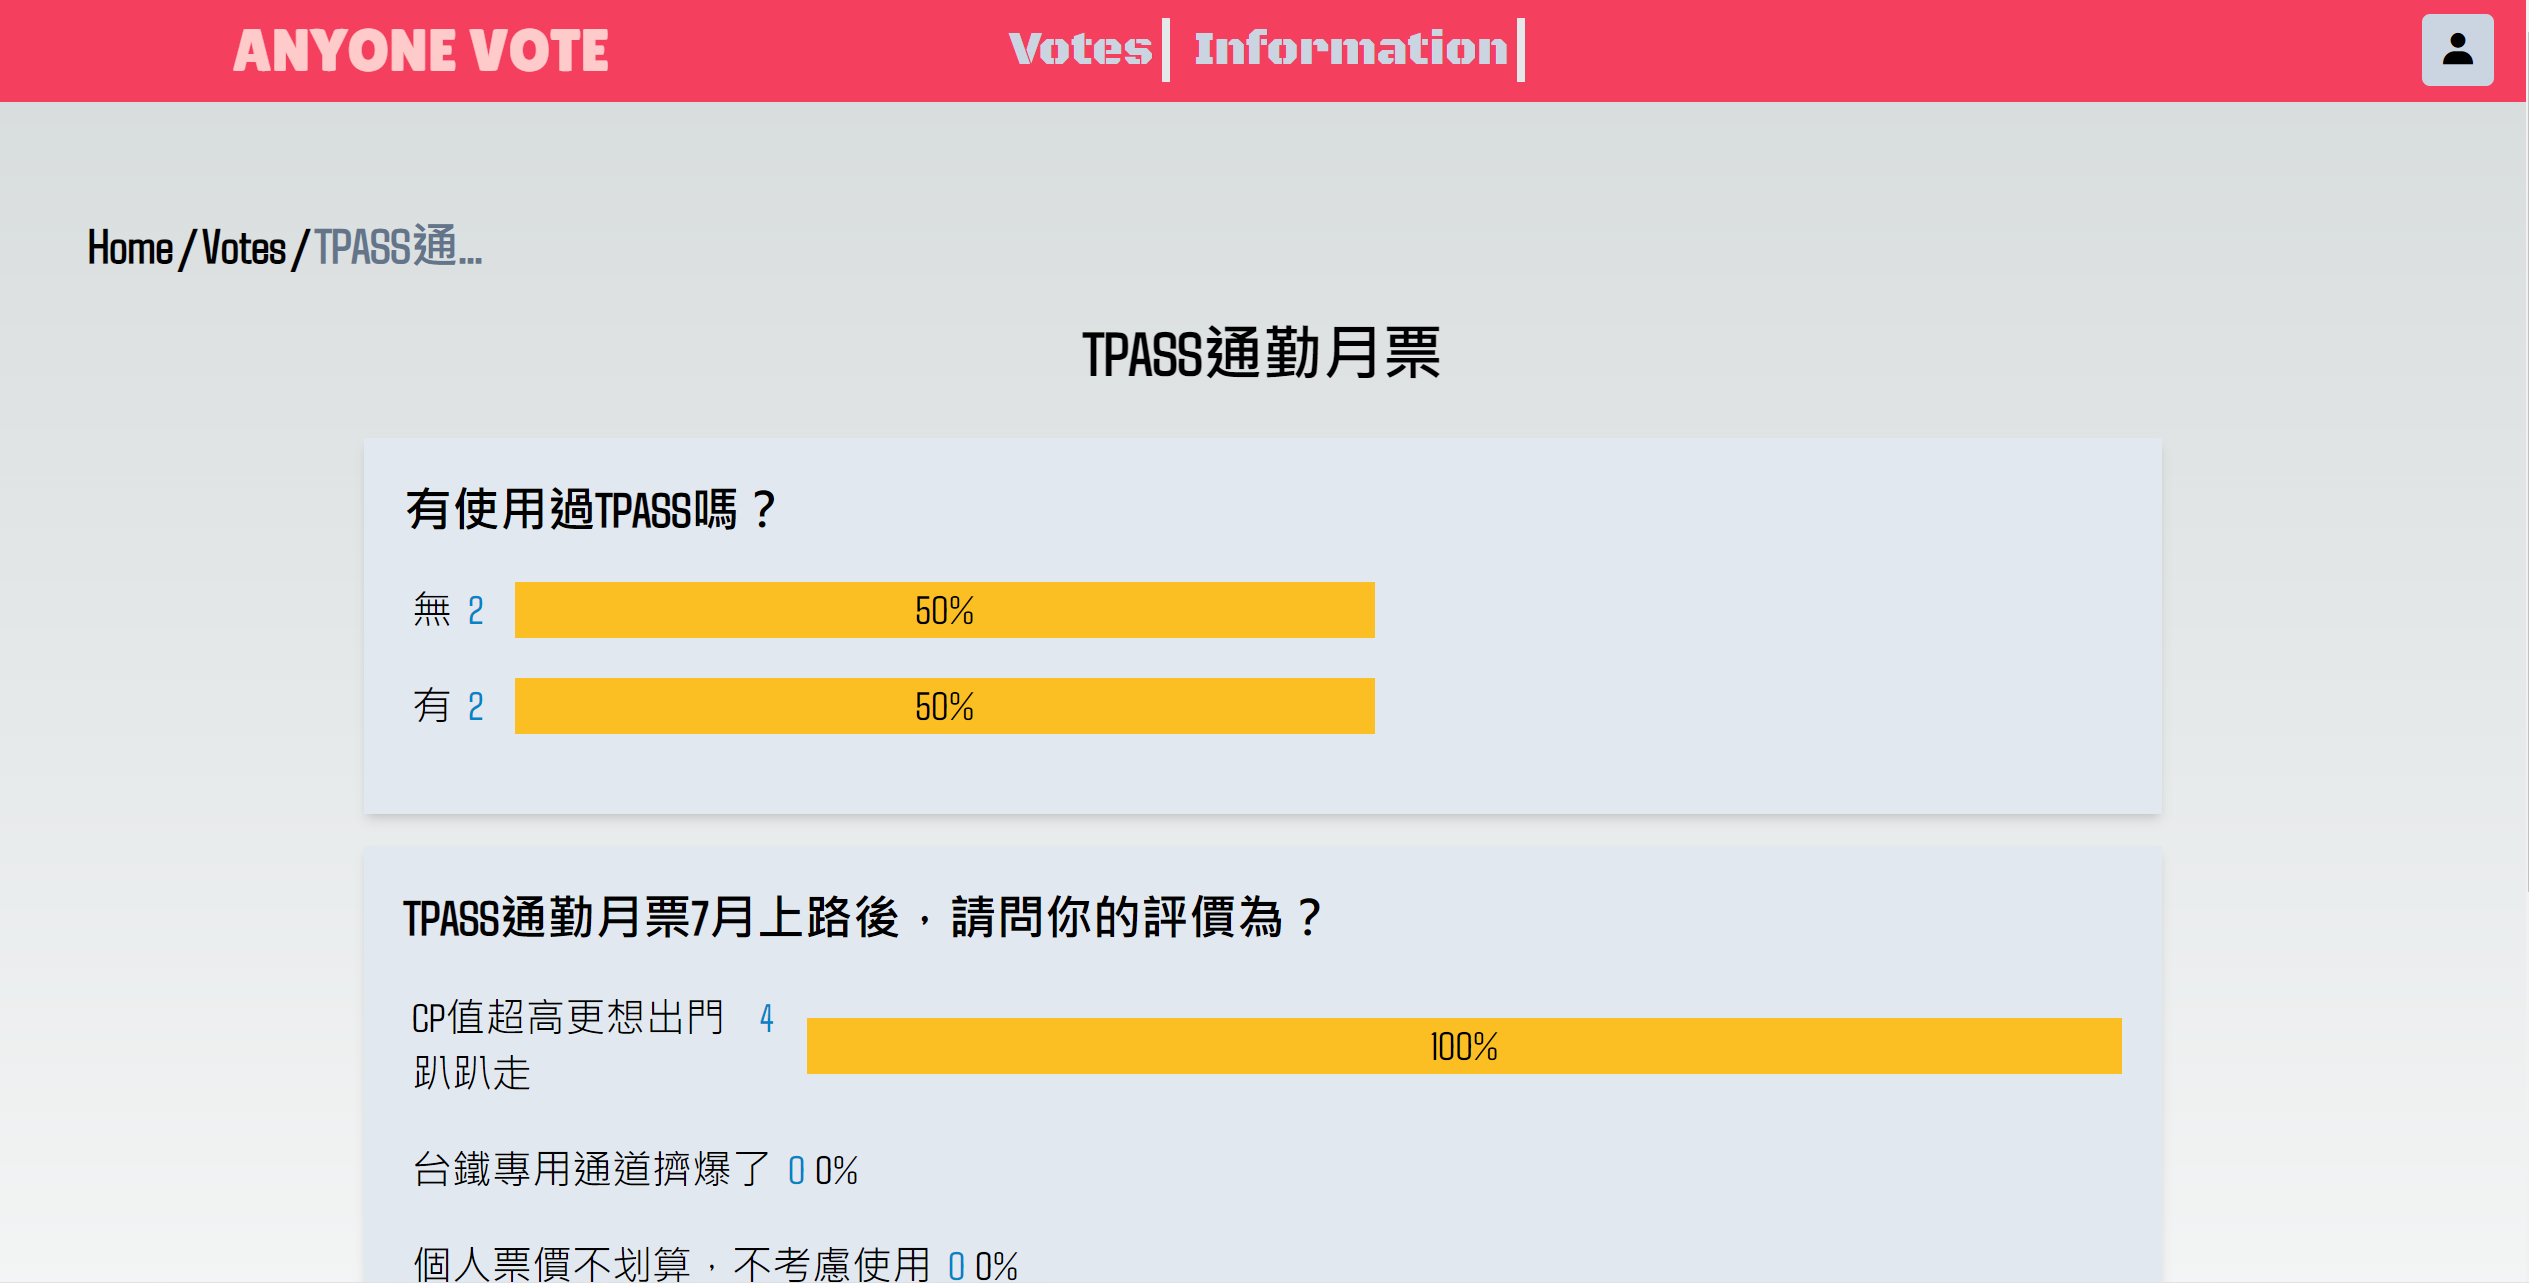 ANYONE VOTE
Votes
Information
Home / Votes / TPASS通...
TPASS通勤月票
有使用過TPASS嗎？
無 2 50%
有 2 50%
TPASS通勤月票7月上路後，請問你的評價為？
CP值超高更想出門 4 100%
趴趴走
台鐵專用通道擠爆了 0 0%
個人票價不划算，不考慮使用 0 0%